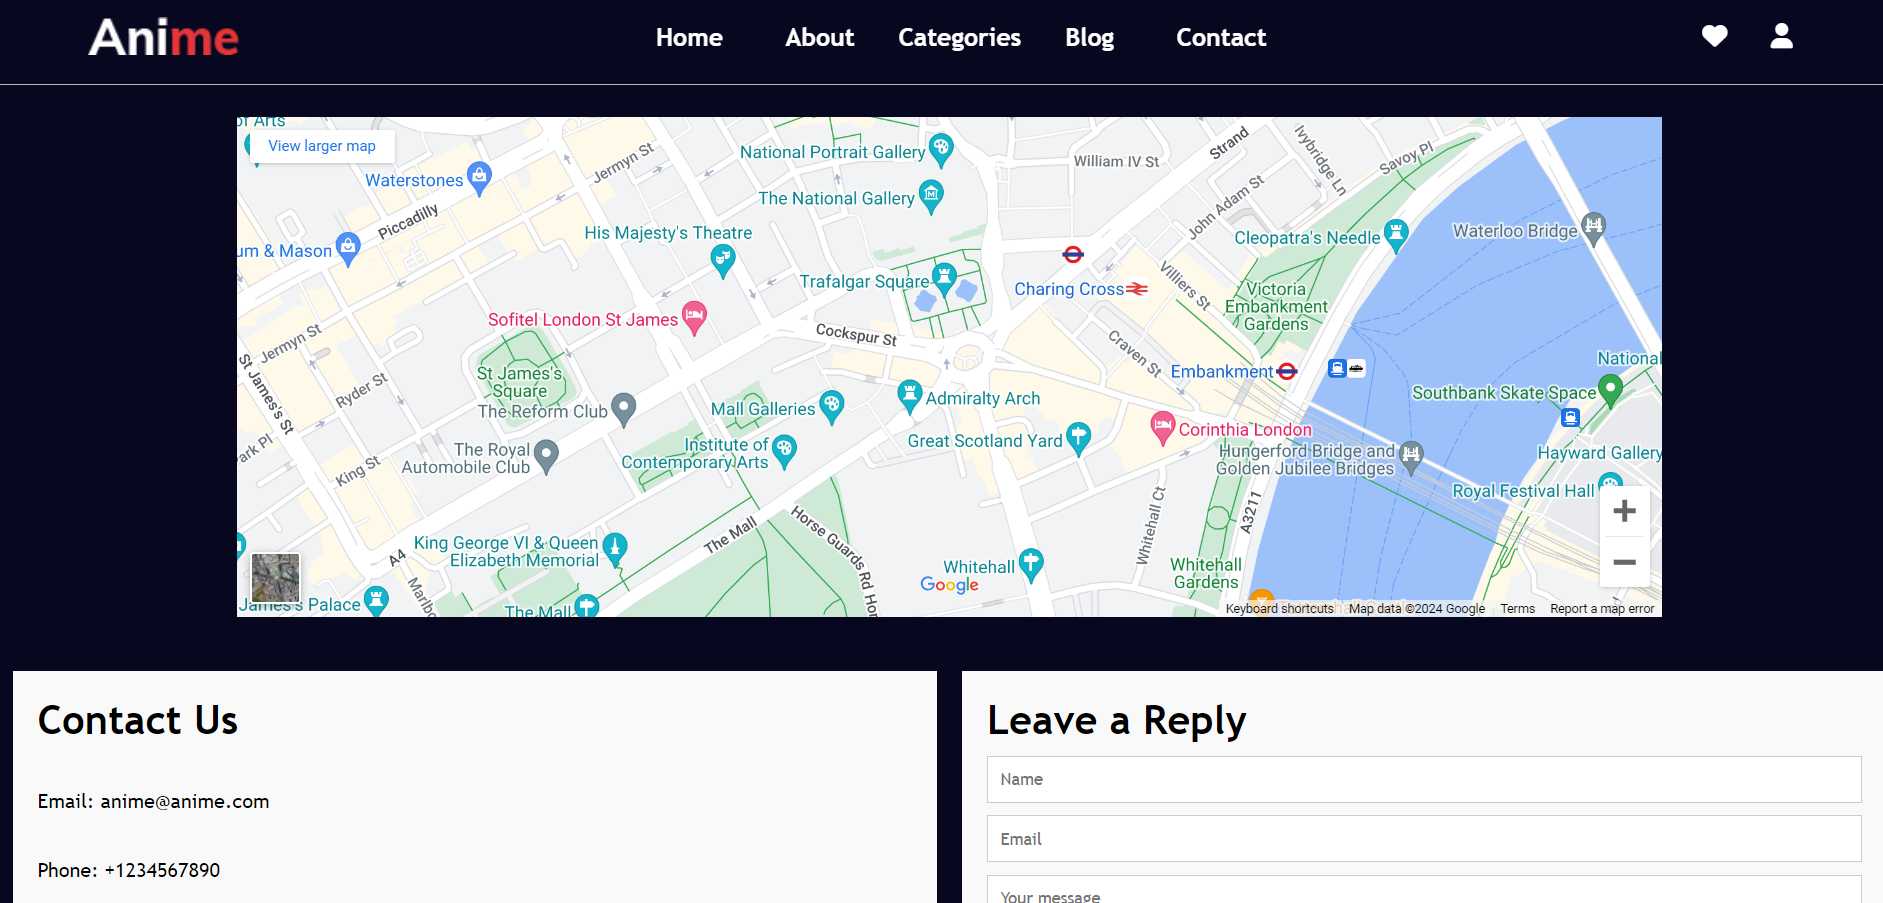 Anime
Home
About
Categories
Blog
Contact
of Arts
View larger map
Waterstones
Piccadilly
Jermyn St
National Portrait Gallery
The National Gallery
His Majesty's Theatre
William IV St
Strand
Ivybridge Ln
Savoy Pl
John Adam St
Cleopatra's Needle
Waterloo Bridge
um & Mason
Trafalgar Square
Charing Cross
Villiers St
Victoria
Embankment
Gardens
Sofitel London St James
Cockspur St
Craven St
Jermyn St
St James's St
Ryder St
St James's
Square
The Reform Club
Mall Galleries
Admiralty Arch
Embankment
National
Southbank Skate Space
Corinthia London
Great Scotland Yard
Institute of
Contemporary Arts
The Royal
Automobile Club
Park Pl
King St
Hungerford Bridge and
Golden Jubilee Bridges
Hayward Gallery
Royal Festival Hall
A3211
Whitehall Ct
Horse Guards Rd
The Mall
A4
King George VI & Queen
Elizabeth Memorial
Whitehall
Whitehall
Gardens
Marlbo
James's Palace
The Mall
Google
Keyboard shortcuts
Map data ©2024 Google
Terms
Report a map error
Contact Us
Email: anime@anime.com
Phone: +1234567890
Leave a Reply
Name
Email
Your message